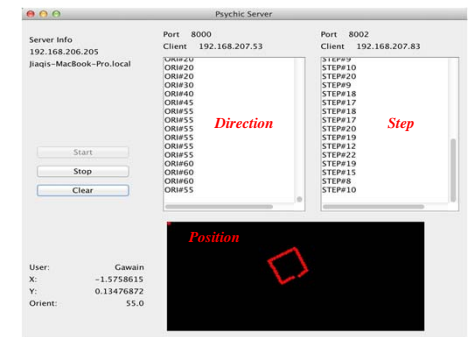 Psychic Server
Server Info
192.168.206.205
Jiaqis-MacBook-Pro.local
Start
Stop
Clear
Port 8000
Client 192.168.207.53
ORI#20
ORI#20
ORI#20
ORI#30
ORI#40
ORI#45
ORI#55
ORI#55
ORI#55
ORI#55
ORI#55
ORI#55
ORI#60
ORI#60
ORI#60
ORI#55
Direction
Port 8002
Client 192.168.207.83
STEP#9
STEP#10
STEP#20
STEP#9
STEP#18
STEP#17
STEP#18
STEP#17
STEP#20
STEP#19
STEP#12
STEP#22
STEP#19
STEP#15
STEP#8
STEP#10
Step
Position
User: Gawain
X: -1.5758615
Y: 0.13476872
Orient: 55.0